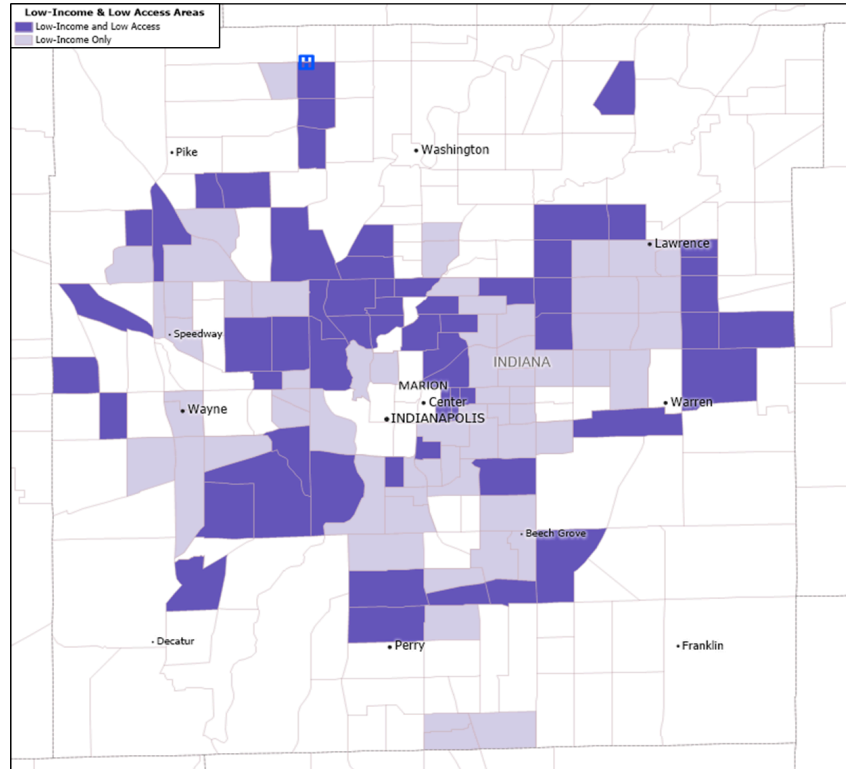 Low-Income & Low Access Areas
Low-Income and Low Access
Low-Income Only
H
Pike
Washington
Lawrence
Speedway
INDIANA
MARION
Center
Warren
Wayne
INDIANAPOLIS
Beech Grove
Decatur
Perry
Franklin